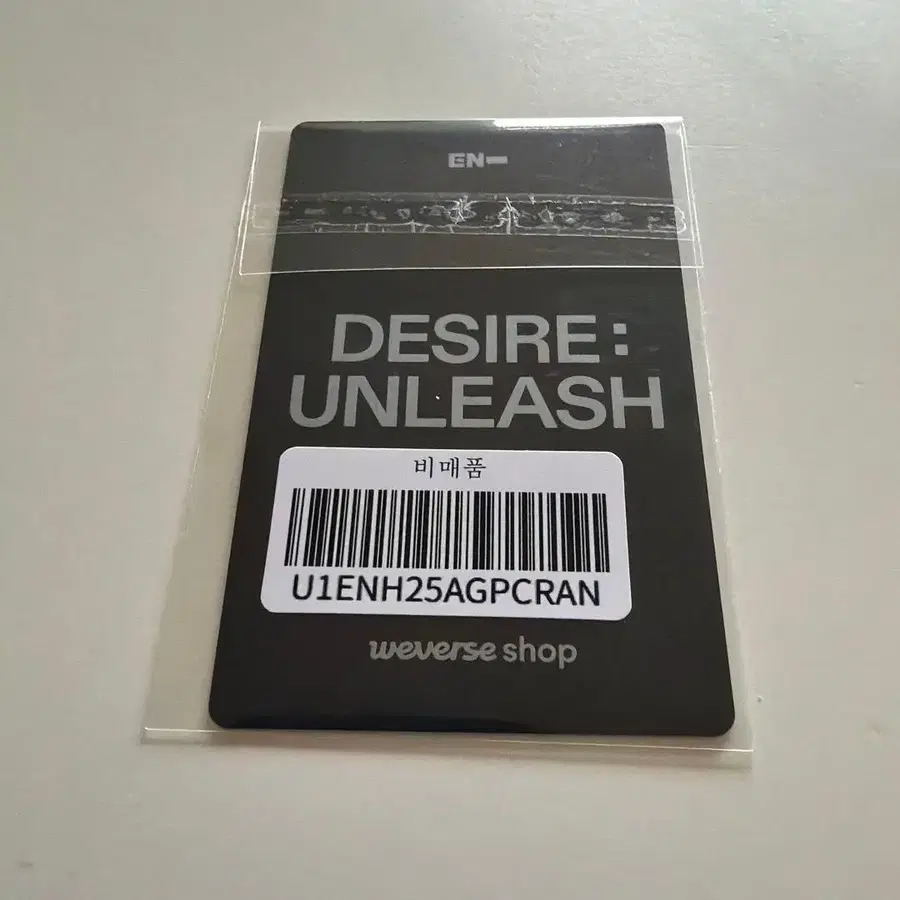 EN-
DESIRE:
UNLEASH
비매품
U1ENH25AGPCRAN
weverse shop